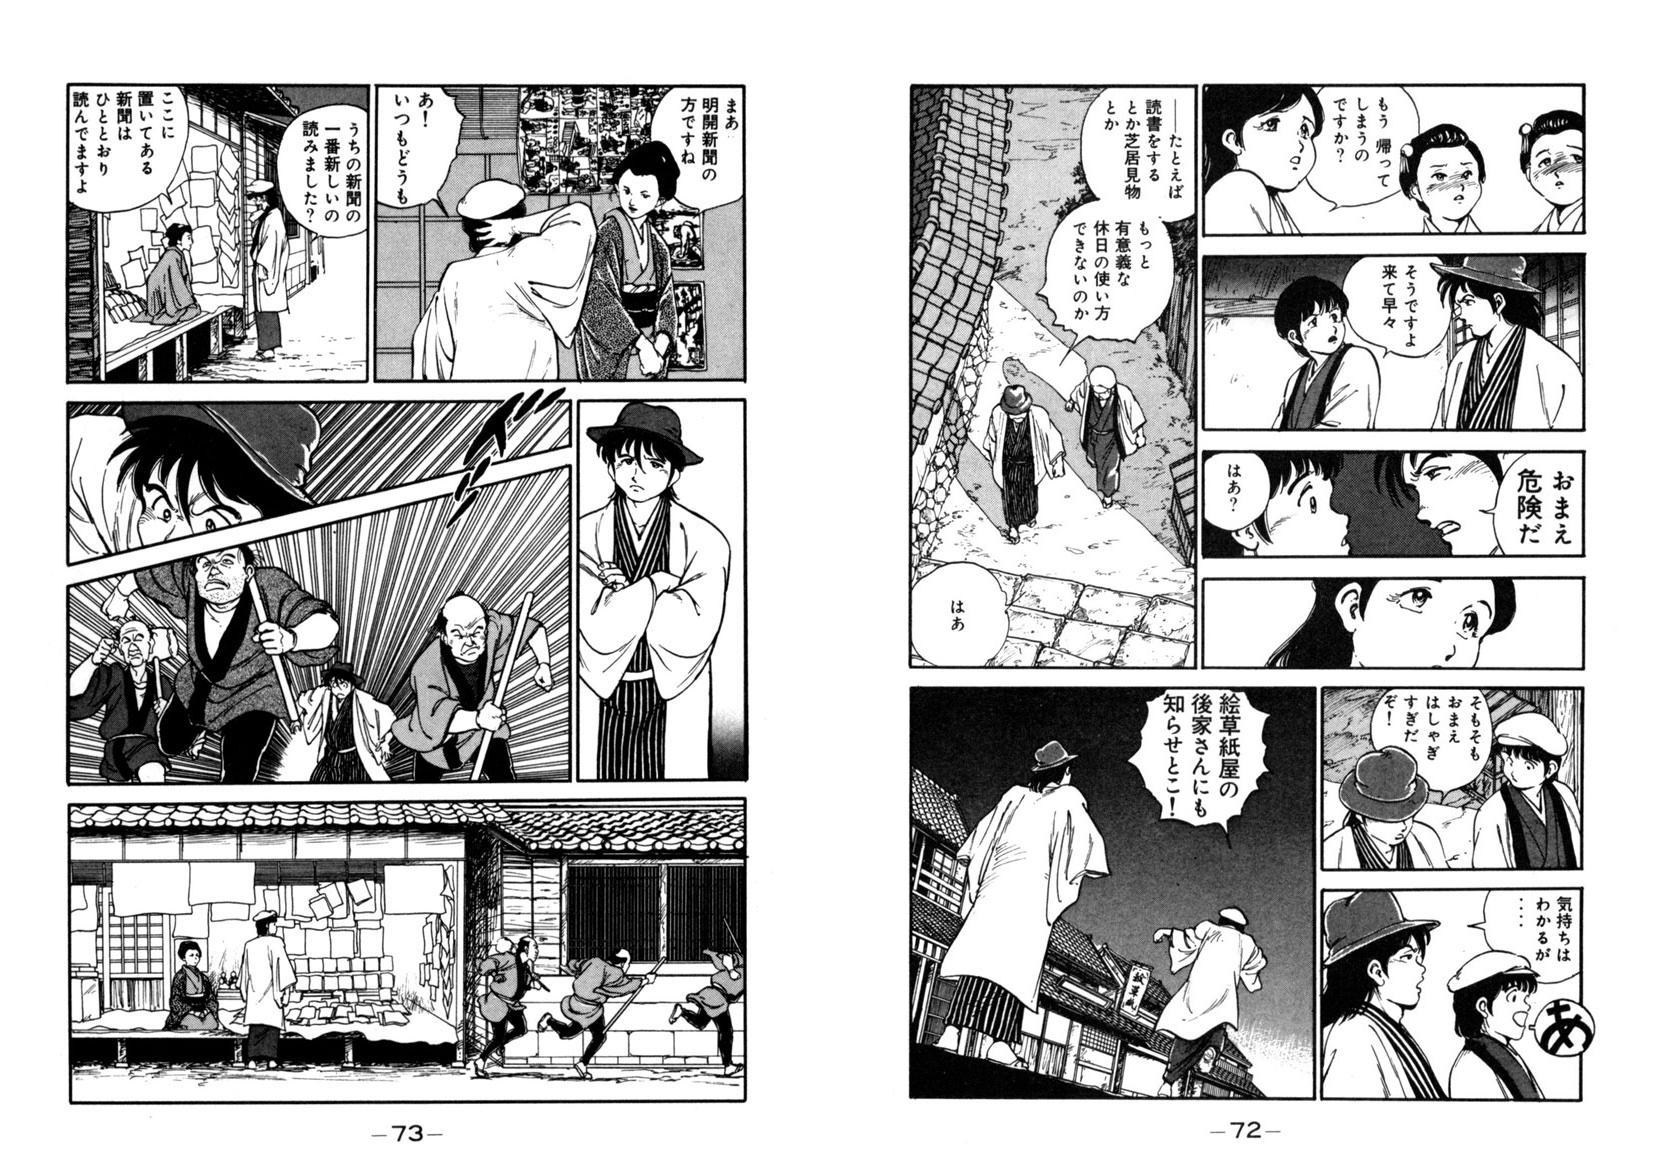 もう 帰って
しまうの
ですか?
そうですよ
来て早々
おまえ
危険だ
はあ?
――たとえば
読書をする
とか芝居見物
とか
もっと
有意義な
休日の使い方
できないのか
はあ
そもそも
おまえ
はしゃぎ
すぎだ
ぞ!
気持ちは
わかるが
‥‥
あ
絵草紙屋の
後家さんにも
知らせとこ!
絵草紙
―72―
まあ
明開新聞の
方ですね
あ!
いつもどうも
うちの新聞の
一番新しいの
読みました?
ここに
置いてある
新聞は
ひととおり
読んでますよ
―73―